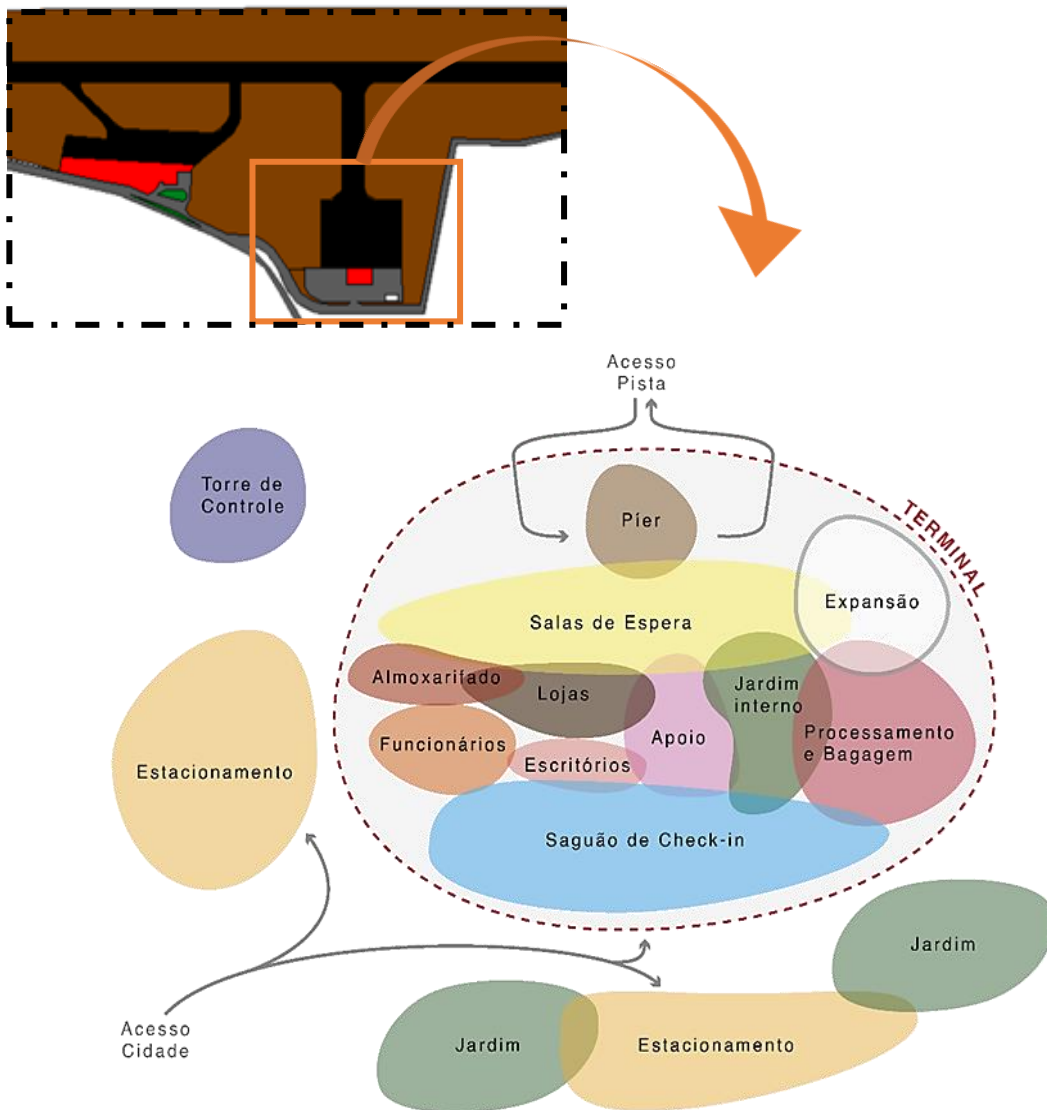 Acesso
Pista
Torre de
Controle
Píer
TERMINAL
Expansão
Salas de Espera
Almoxarifado
Lojas
Jardim
interno
Funcionários
Escritórios
Apoio
Processamento
e Bagagem
Estacionamento
Saguão de Check-in
Jardim
Acesso
Cidade
Jardim
Estacionamento